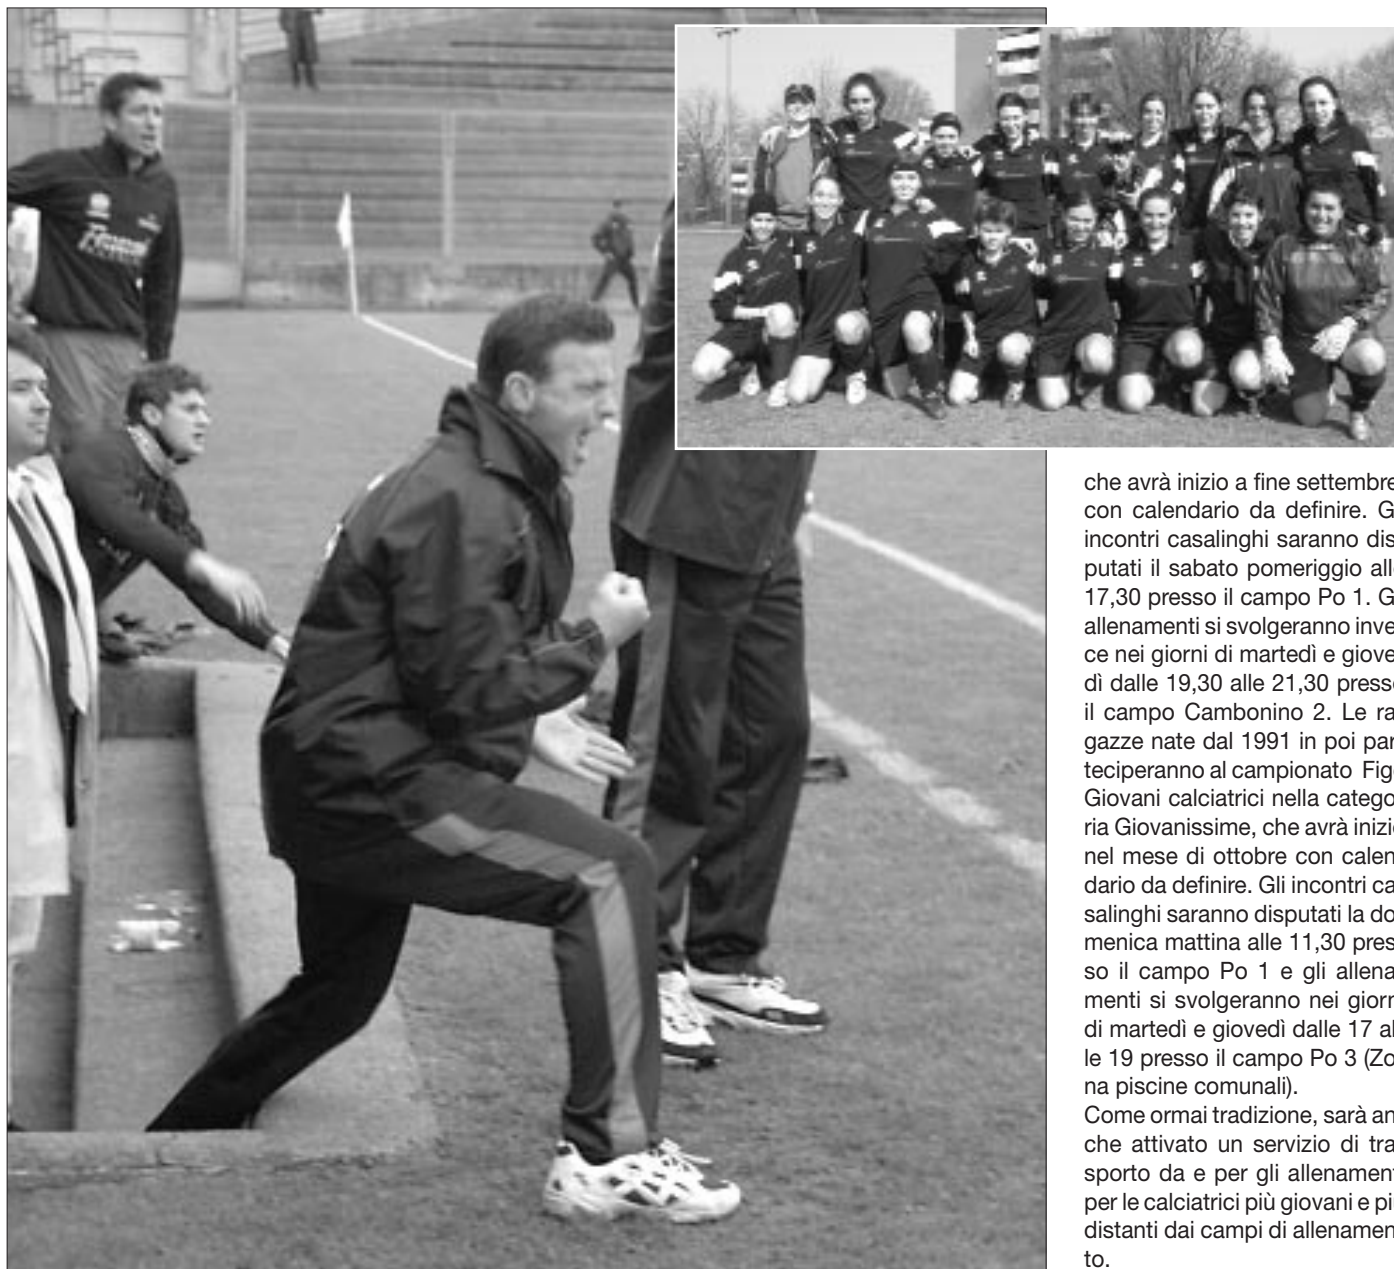 che avrà inizio a fine settembre
con calendario da definire. G
incontri casalinghi saranno dis
putati il sabato pomeriggio all
17,30 presso il campo Po 1. G
allenamenti si svolgeranno inve
ce nei giorni di martedì e giove
dì dalle 19,30 alle 21,30 press
il campo Cambonino 2. Le ra
gazze nate dal 1991 in poi par
teciperanno al campionato Fig
Giovani calciatrici nella catego
ria Giovanissime, che avrà inizi
nel mese di ottobre con calen
dario da definire. Gli incontri ca
salinghi saranno disputati la do
menica mattina alle 11,30 pres
so il campo Po 1 e gli allena
menti si svolgeranno nei giorn
di martedì e giovedì dalle 17 al
le 19 presso il campo Po 3 (Zo
na piscine comunali).
Come ormai tradizione, sarà an
che attivato un servizio di tra
sporto da e per gli allenament
per le calciatrici più giovani e pi
distanti dai campi di allenamen
to.